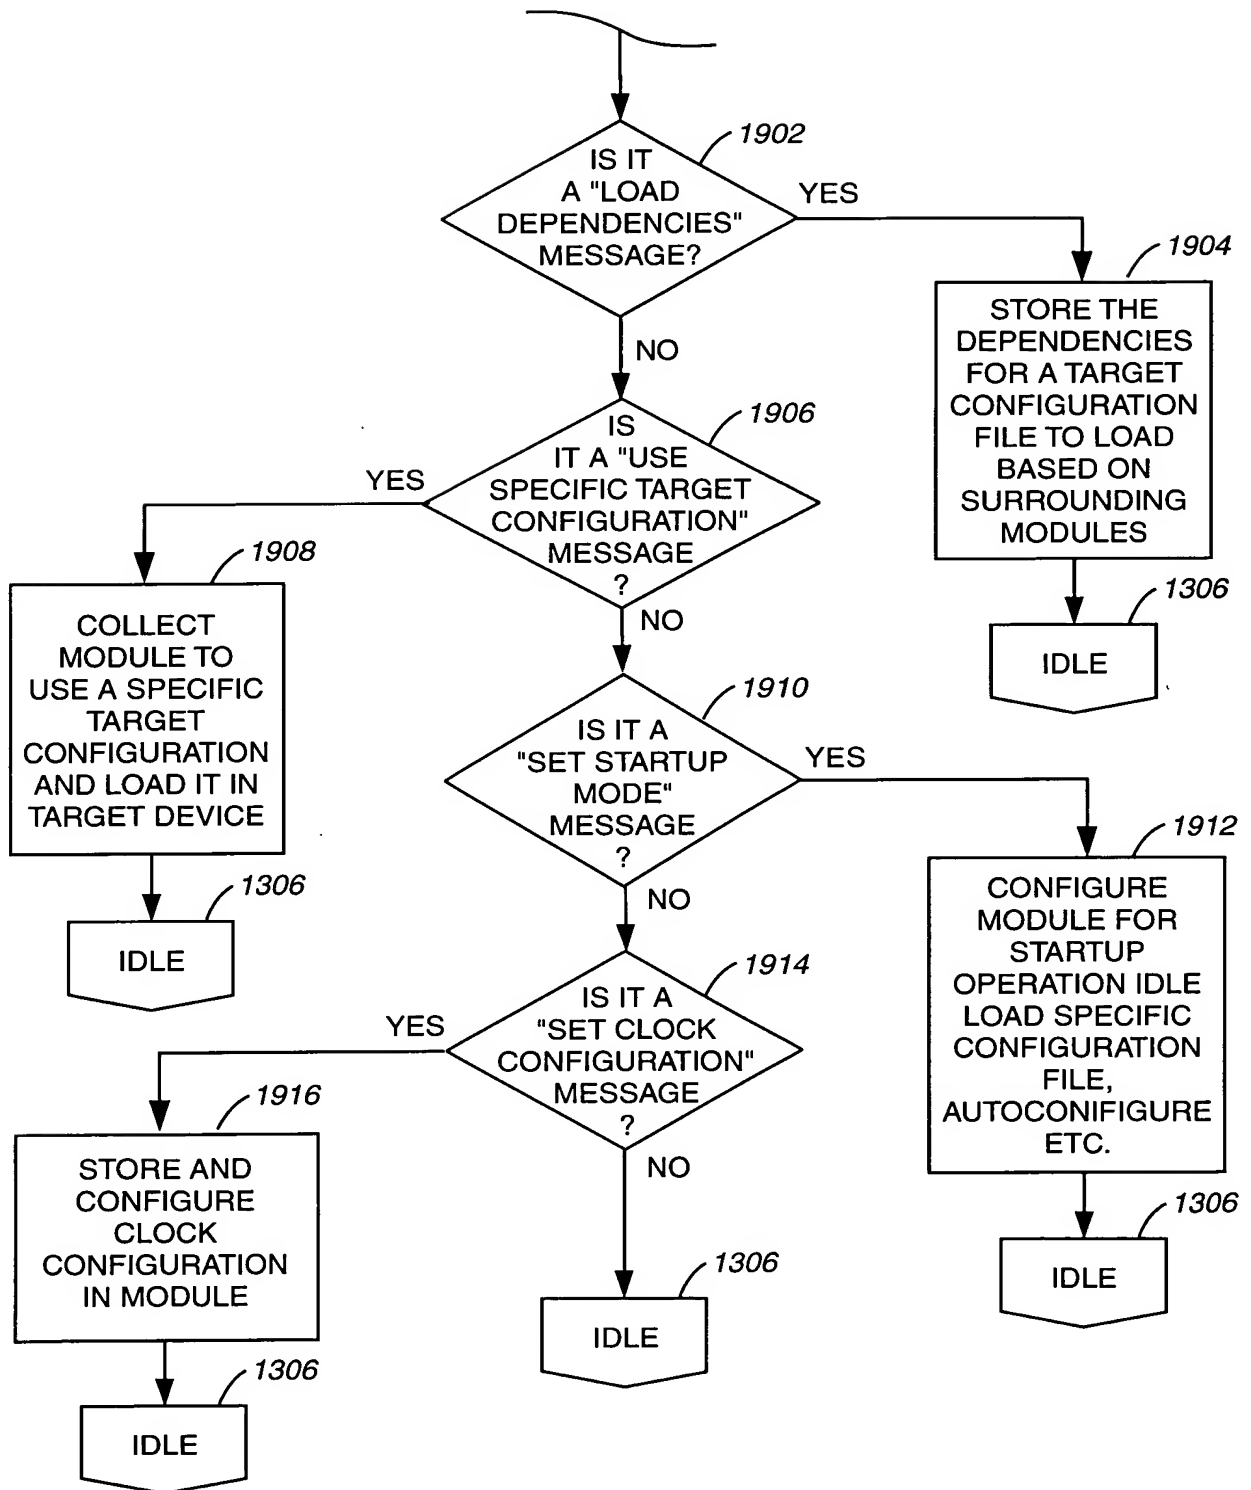 1902
IS IT
A "LOAD
DEPENDENCIES"
MESSAGE?
YES
1904
STORE THE
DEPENDENCIES
FOR A TARGET
CONFIGURATION
FILE TO LOAD
BASED ON
SURROUNDING
MODULES
1306
IDLE
NO
1906
IS
IT A "USE
SPECIFIC TARGET
CONFIGURATION"
MESSAGE
?
YES
1908
COLLECT
MODULE TO
USE A SPECIFIC
TARGET
CONFIGURATION
AND LOAD IT IN
TARGET DEVICE
1306
IDLE
NO
1910
IS IT A
"SET STARTUP
MODE"
MESSAGE
?
YES
1912
CONFIGURE
MODULE FOR
STARTUP
OPERATION IDLE
LOAD SPECIFIC
CONFIGURATION
FILE,
AUTOCONIFIGURE
ETC.
1306
IDLE
NO
1914
IS IT A
"SET CLOCK
CONFIGURATION"
MESSAGE
?
YES
1916
STORE AND
CONFIGURE
CLOCK
CONFIGURATION
IN MODULE
1306
IDLE
NO
1306
IDLE